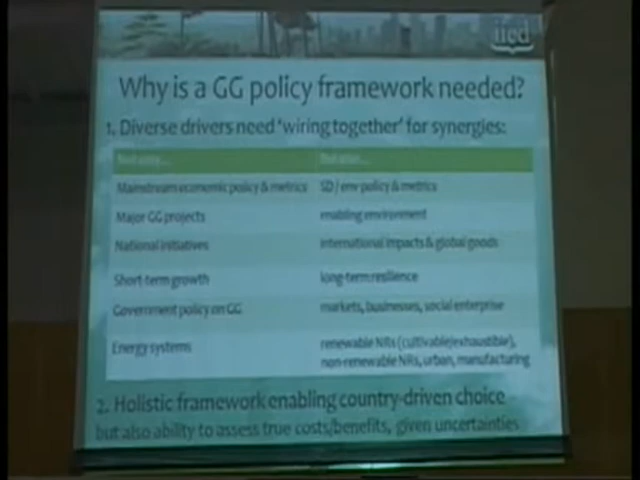 iied
Why is a GG policy framework needed?
1. Diverse drivers need 'wiring together' for synergies:
Not only... But also...
Mainstream economic policy & metrics SD / env policy & metrics
Major GG projects enabling environment
National initiatives international impacts & global goods
Short-term growth long-term resilience
Government policy on GG markets, businesses, social enterprise
Energy systems renewable NRs (cultivable/exhaustible),
non-renewable NRs, urban, manufacturing
2. Holistic framework enabling country-driven choice
but also ability to assess true costs/benefits, given uncertainties